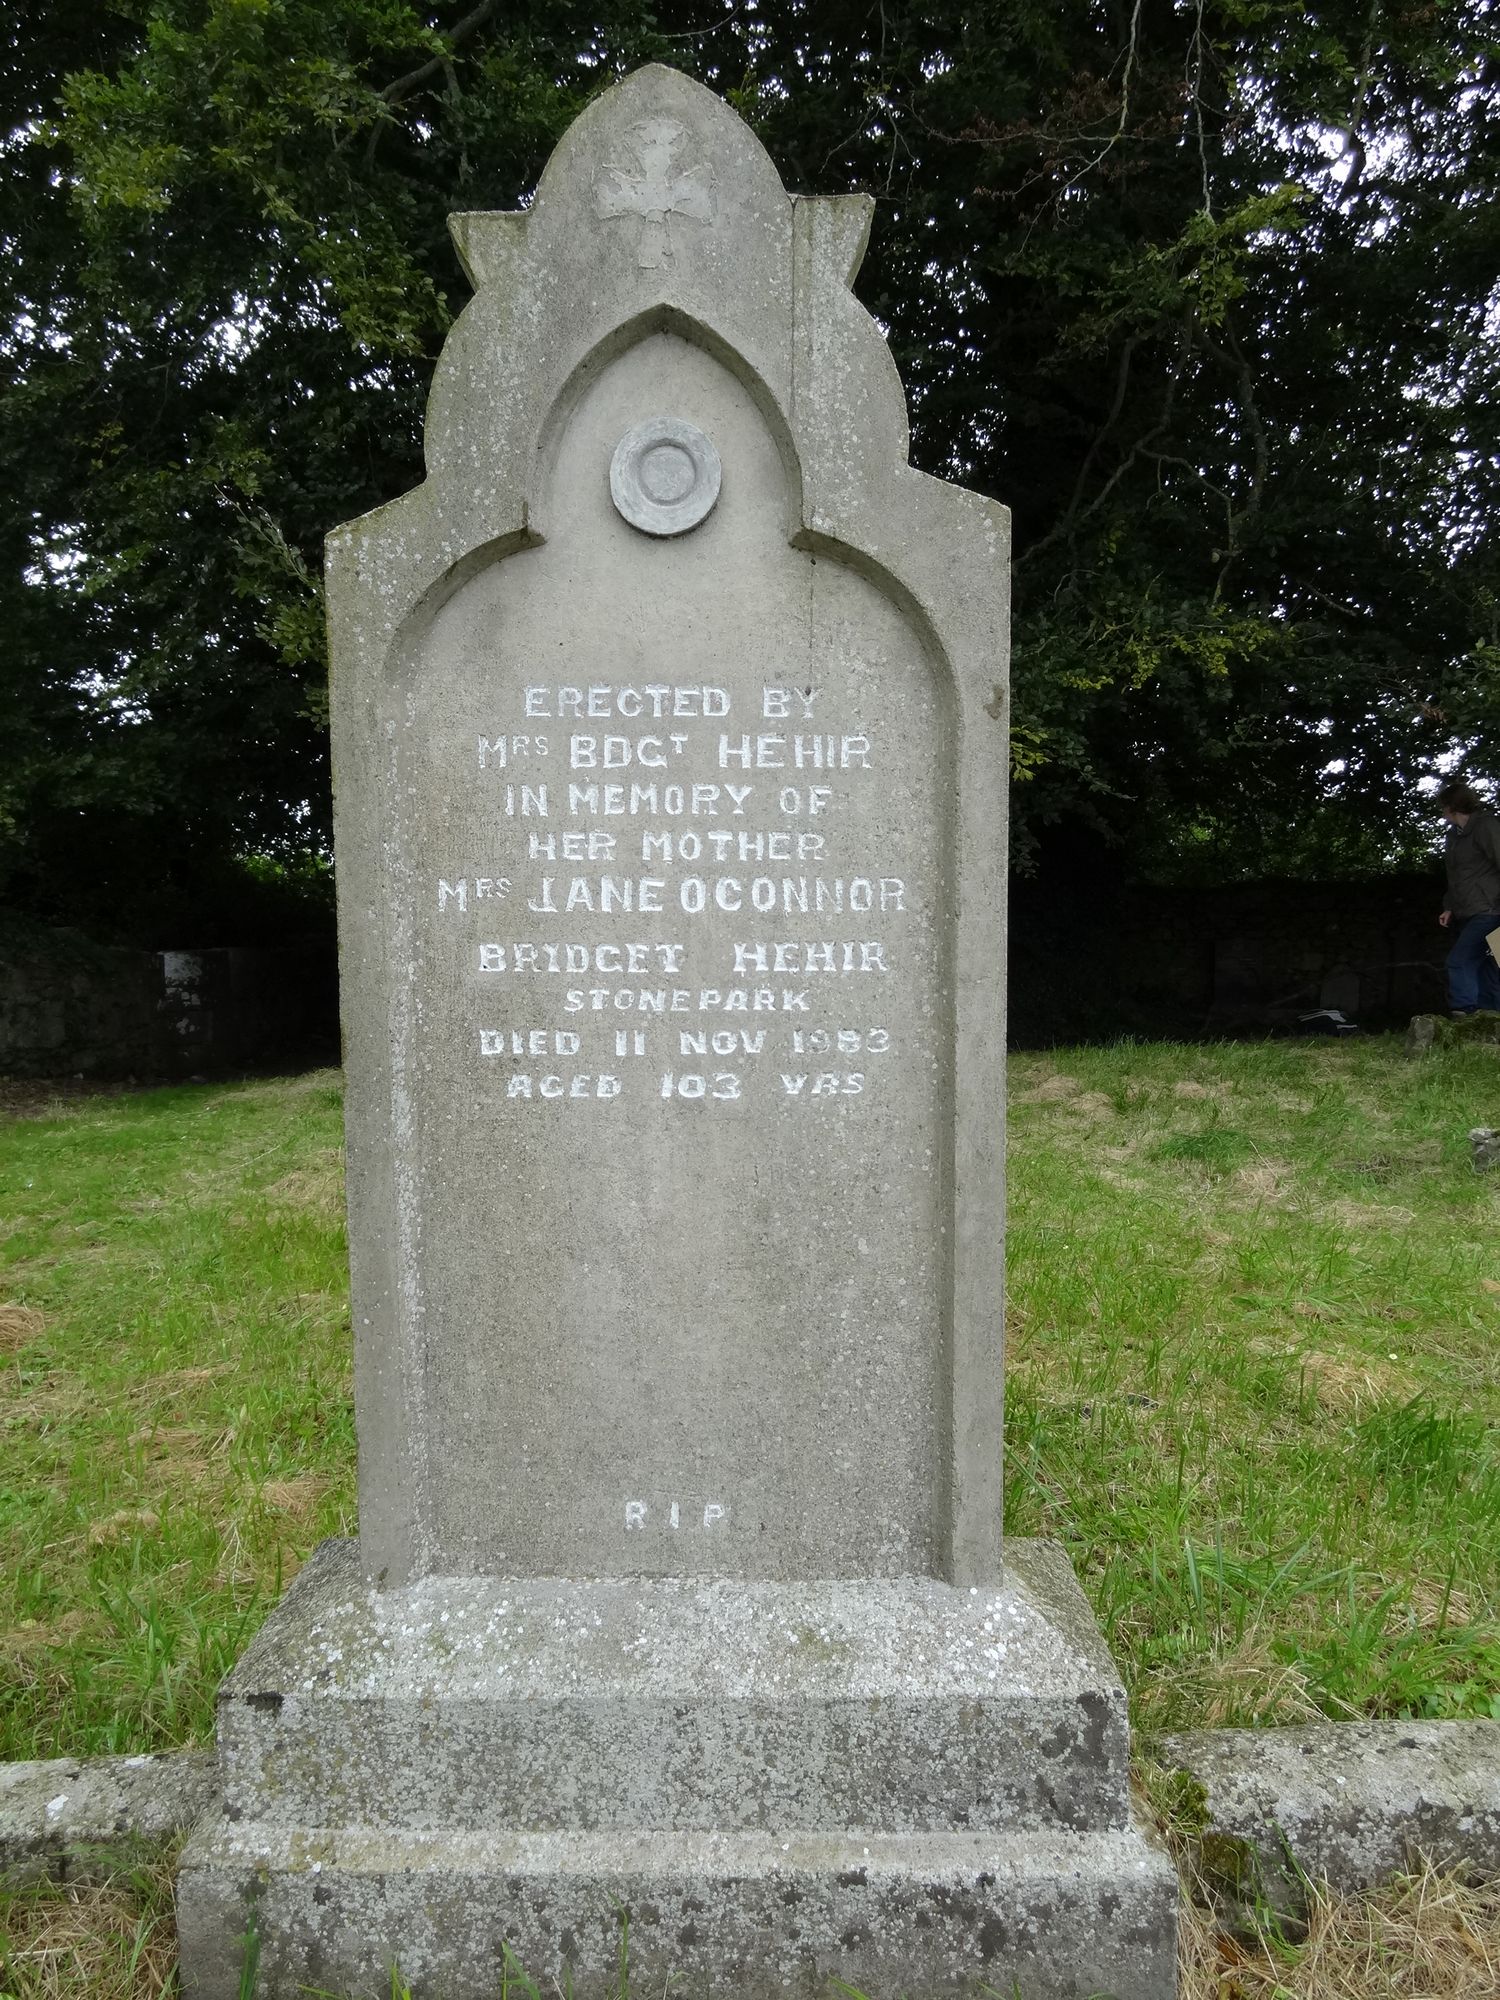 ERECTED BY
MRS BDGT HEHIR
IN MEMORY OF
HER MOTHER
MRS JANE OCONNOR
BRIDGET HEHIR
STONEPARK
DIED 11 NOV 1983
AGED 103 YRS
R I P